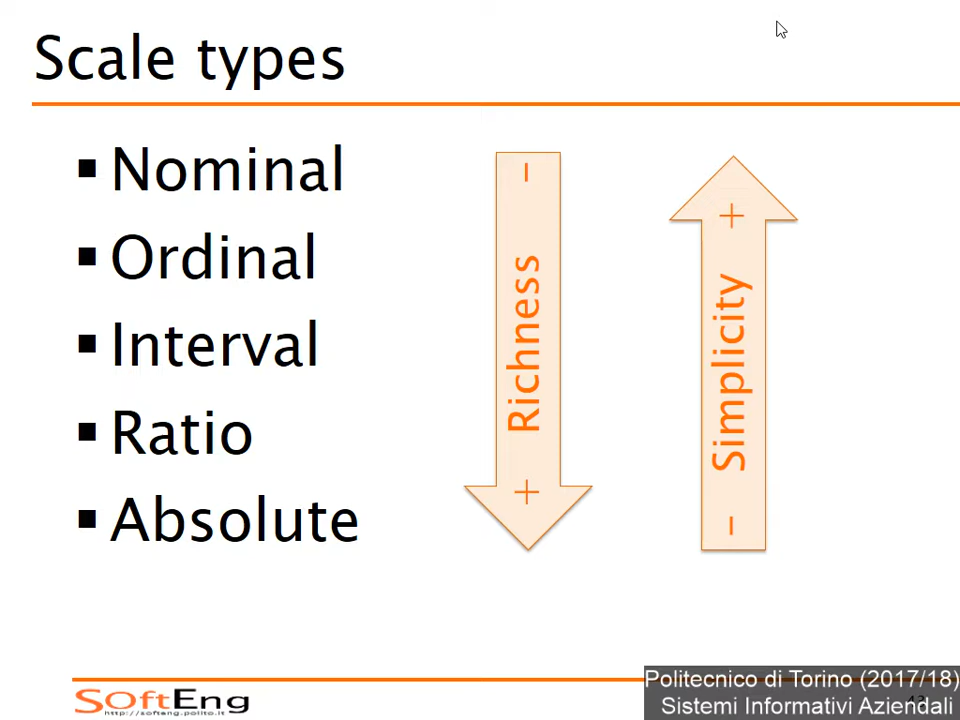 Scale types
▪ Nominal
▪ Ordinal
▪ Interval
▪ Ratio
▪ Absolute
− Richness +
− Simplicity +
SoftEng
http://softeng.polito.it
Politecnico di Torino (2017/18)
Sistemi Informativi Aziendali